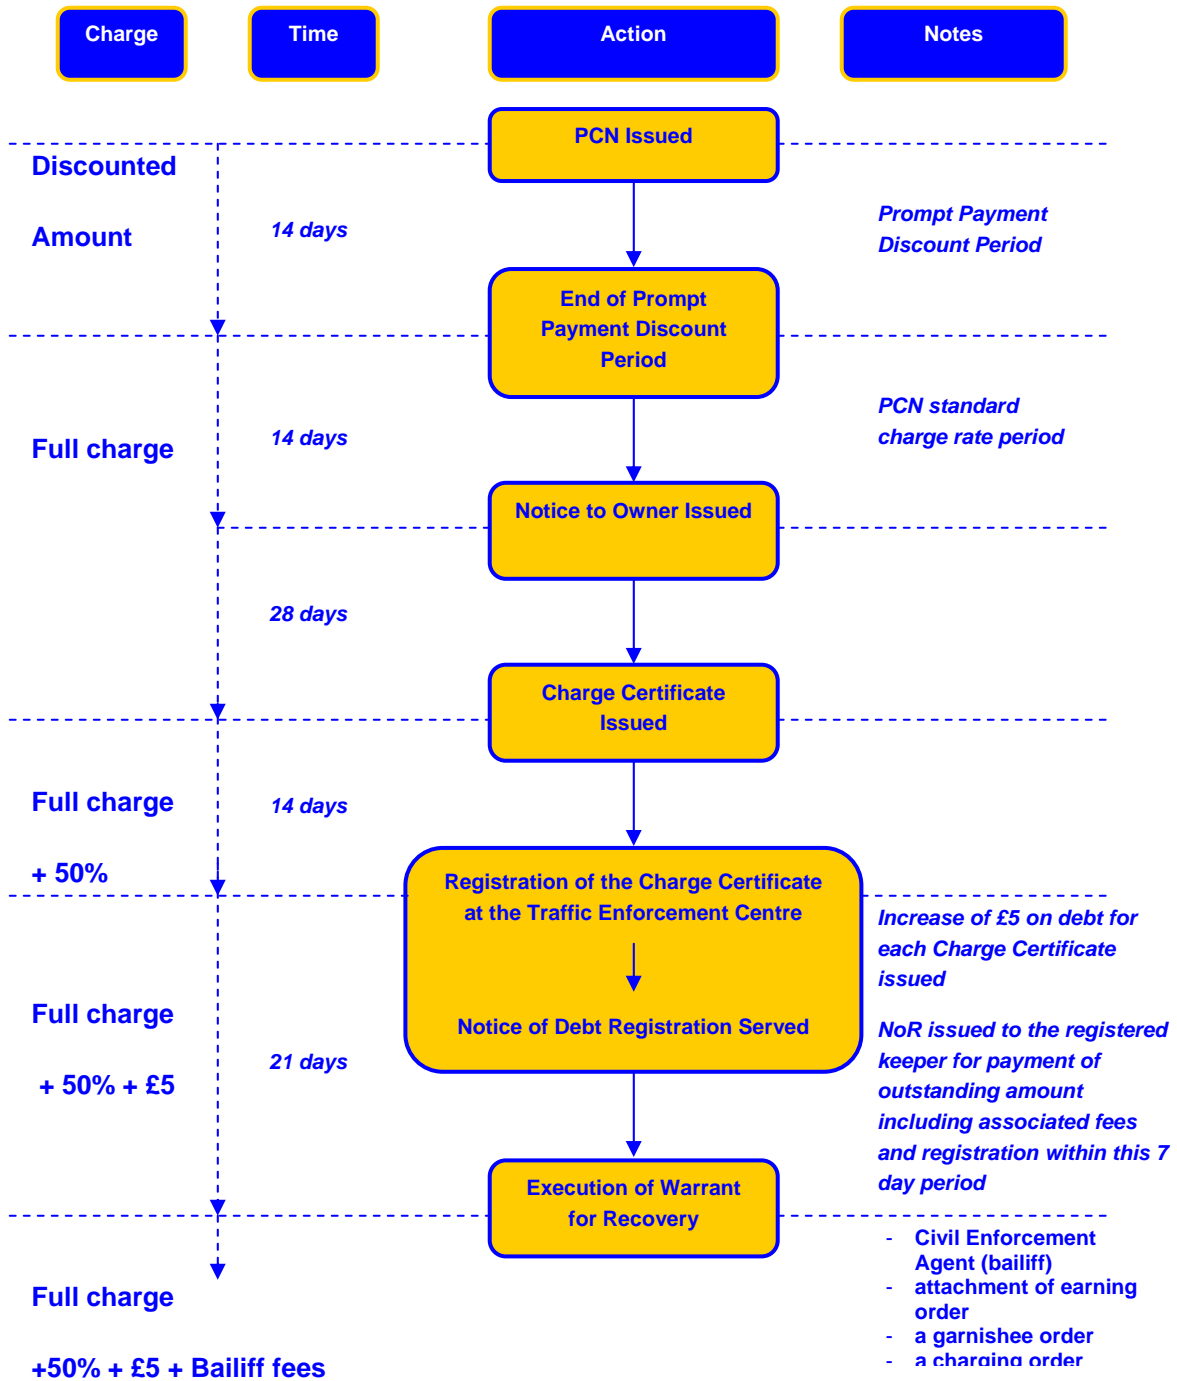 Charge
Time
Action
Notes
PCN Issued
Discounted
Amount
14 days
Prompt Payment
Discount Period
End of Prompt
Payment Discount
Period
Full charge
14 days
PCN standard
charge rate period
Notice to Owner Issued
28 days
Charge Certificate
Issued
Full charge
+ 50%
14 days
Registration of the Charge Certificate
at the Traffic Enforcement Centre
Notice of Debt Registration Served
Increase of £5 on debt for
each Charge Certificate
issued
Full charge
+ 50% + £5
21 days
NoR issued to the registered
keeper for payment of
outstanding amount
including associated fees
and registration within this 7
day period
Execution of Warrant
for Recovery
Full charge
+50% + £5 + Bailiff fees
- Civil Enforcement
Agent (bailiff)
- attachment of earning
order
- a garnishee order
- a charging order